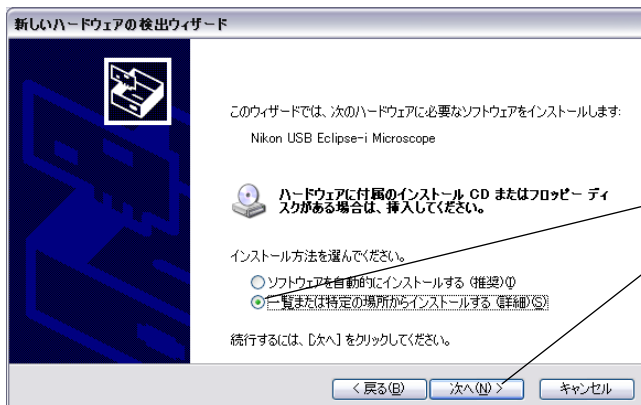 新しいハードウェアの検出ウィザード
このウィザードでは、次のハードウェアに必要なソフトウェアをインストールします:
Nikon USB Eclipse-i Microscope
ハードウェアに付属のインストール CD またはフロッピー ディ
スクがある場合は、挿入してください。
インストール方法を選んでください。
ソフトウェアを自動的にインストールする (推奨)(I)
一覧または特定の場所からインストールする (詳細)(S)
続行するには、[次へ] をクリックしてください。
< 戻る(B)
次へ(N) >
キャンセル